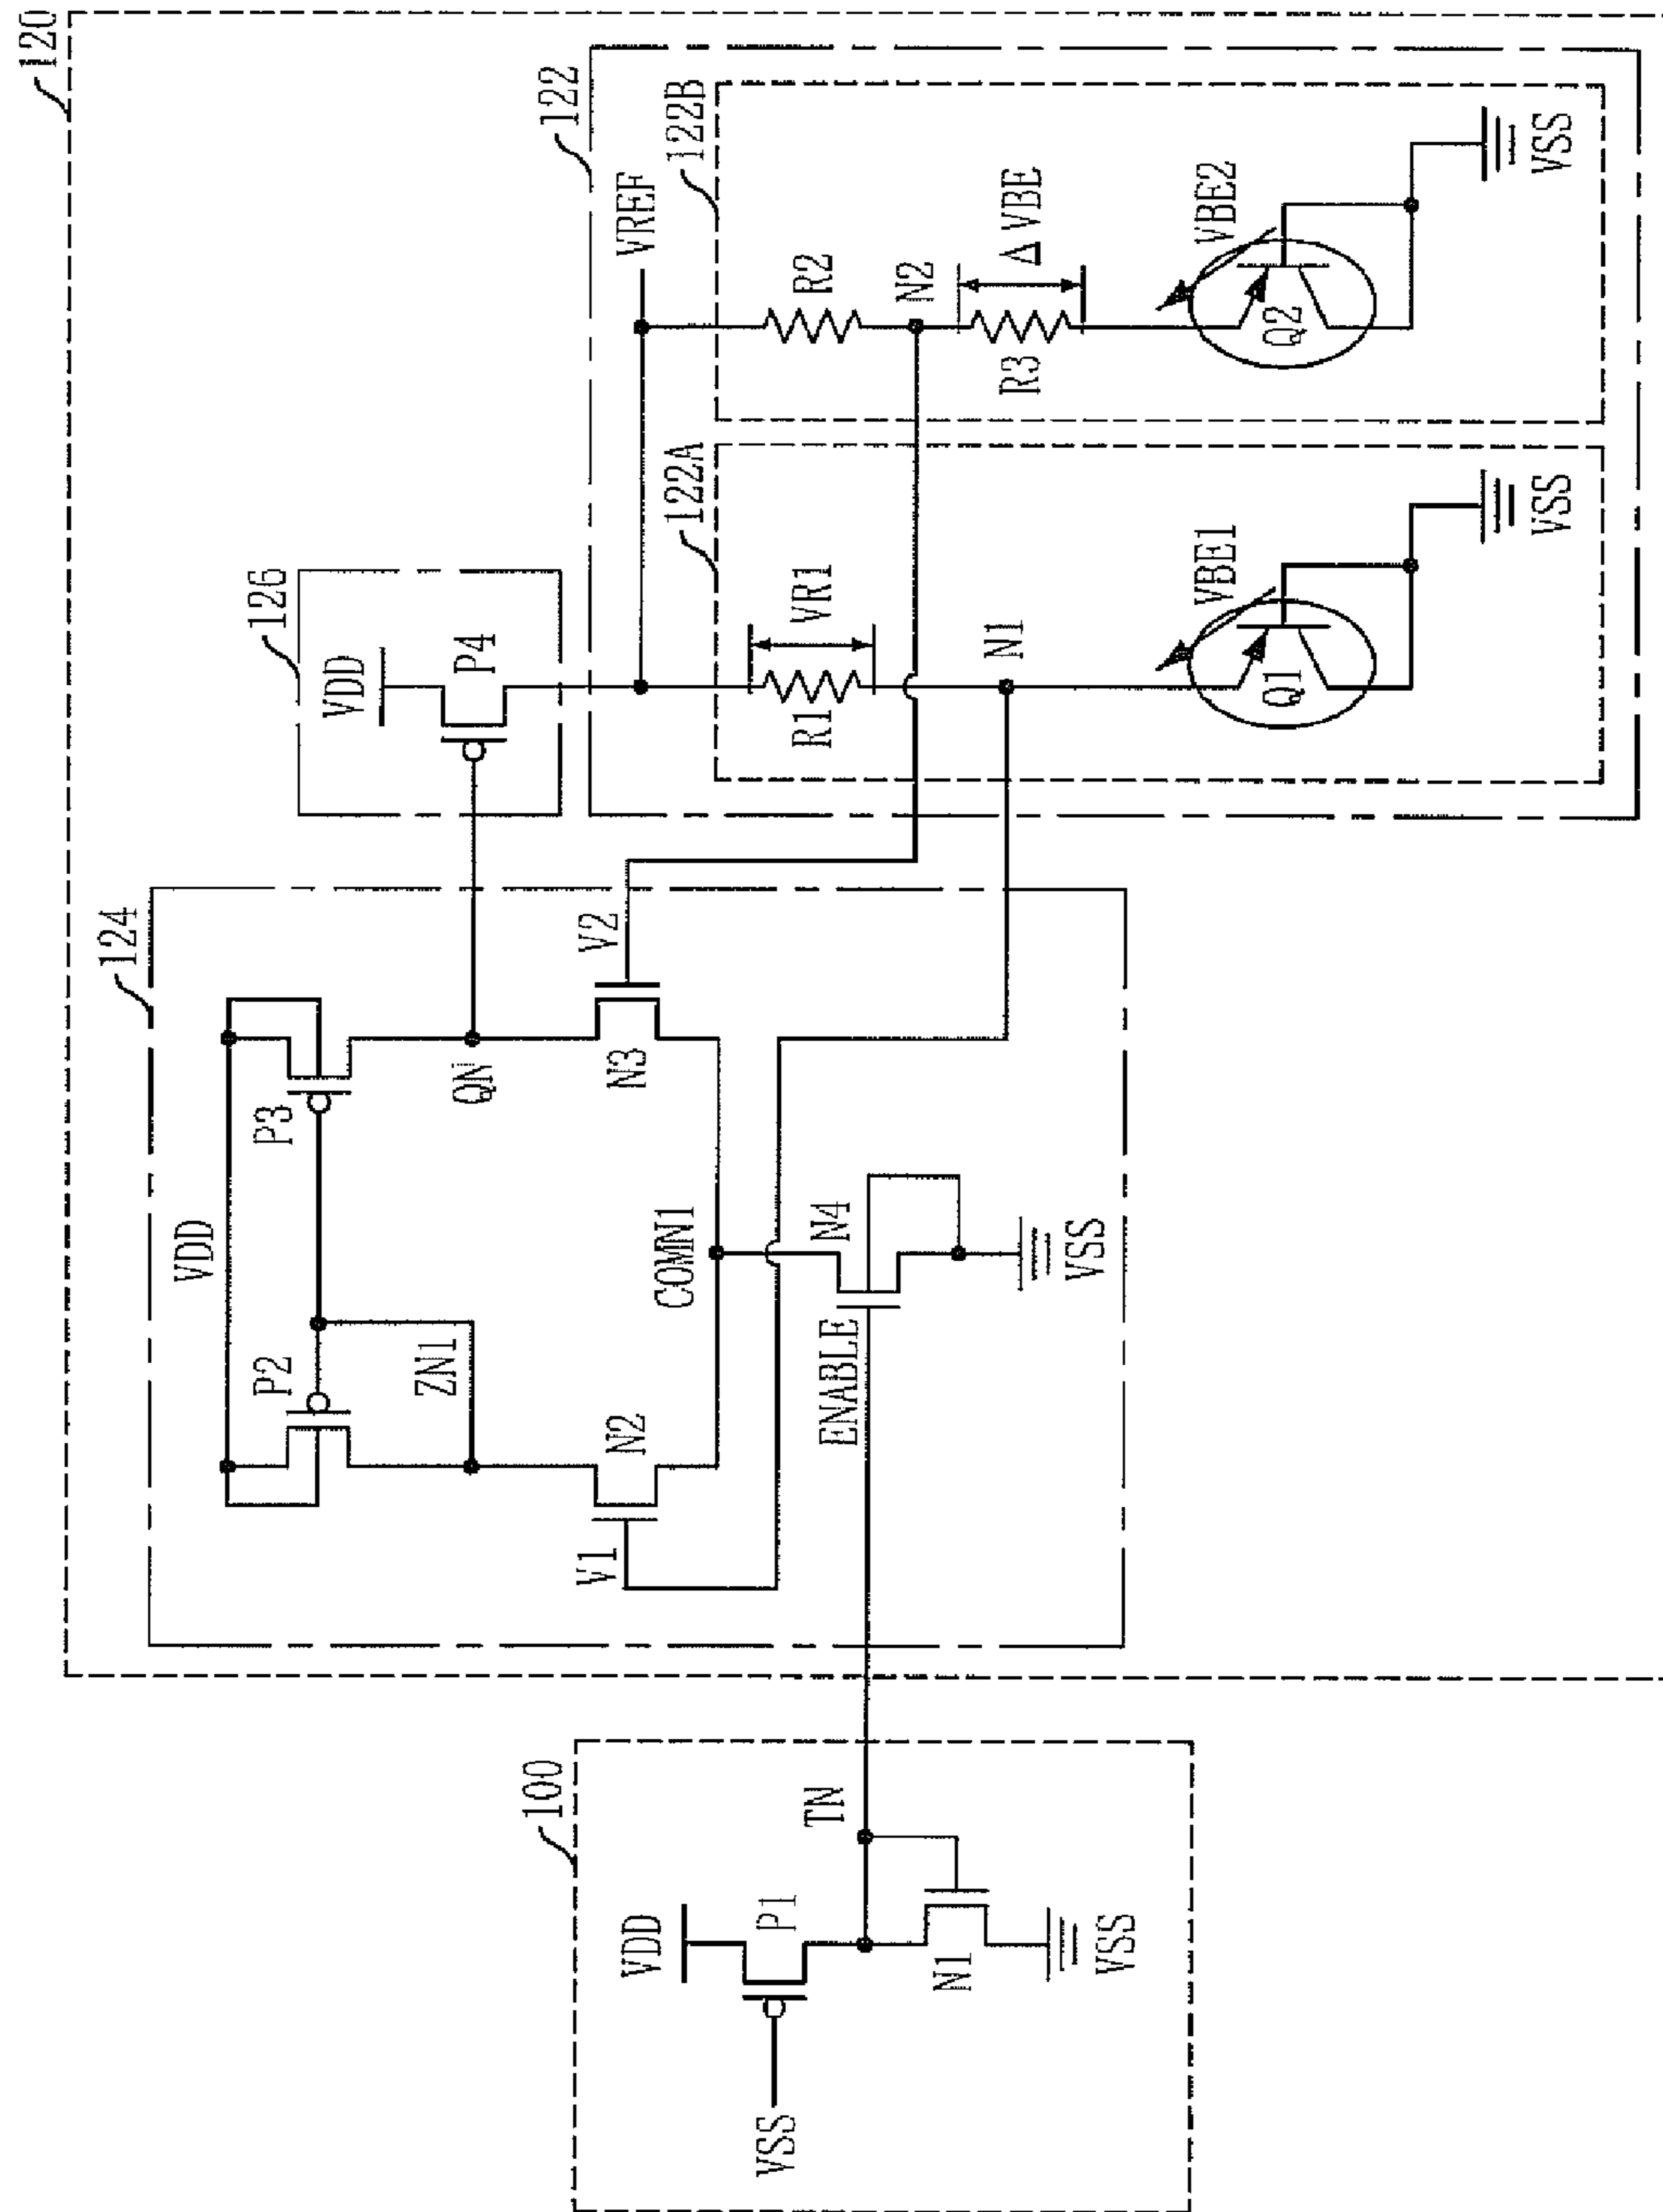 120
122
122B
VREF
R2
N2
R3
Δ VBE
VBE2
Q2
VSS
126
VDD
P4
122A
R1
VR1
N1
VBE1
Q1
VSS
124
VDD
P2
P3
ZN1
QN
V1
N2
N3
V2
COMN1
ENABLE
N4
VSS
100
VDD
P1
VSS
TN
N1
VSS